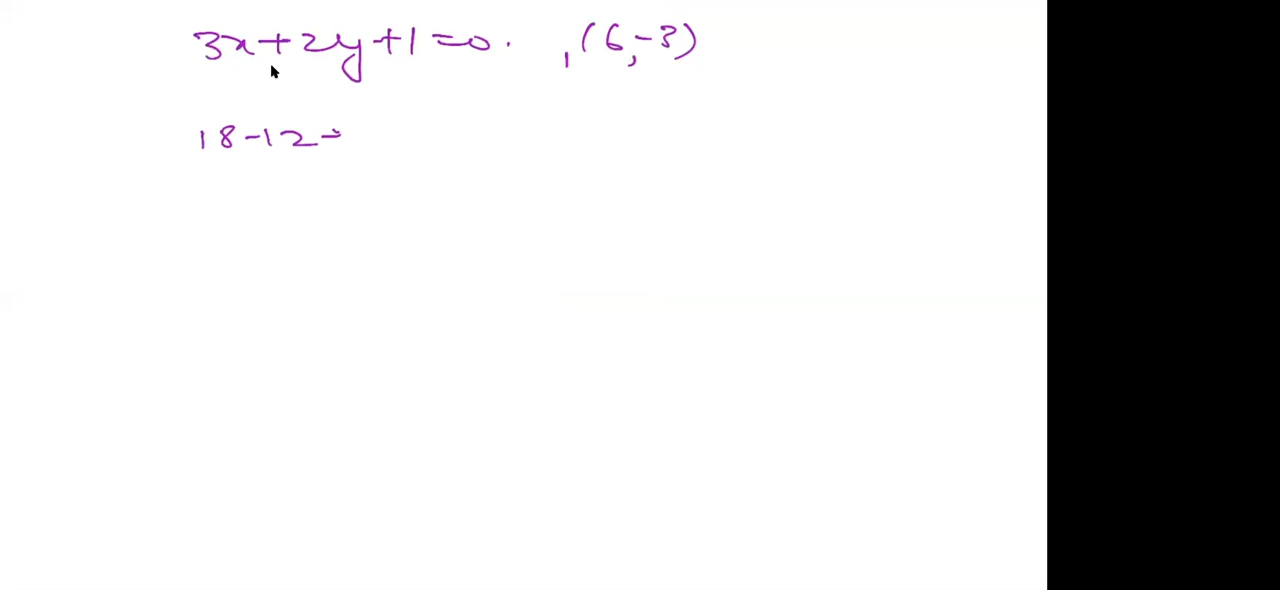 3x+2y+1=0. , (6,-3)
18-12=